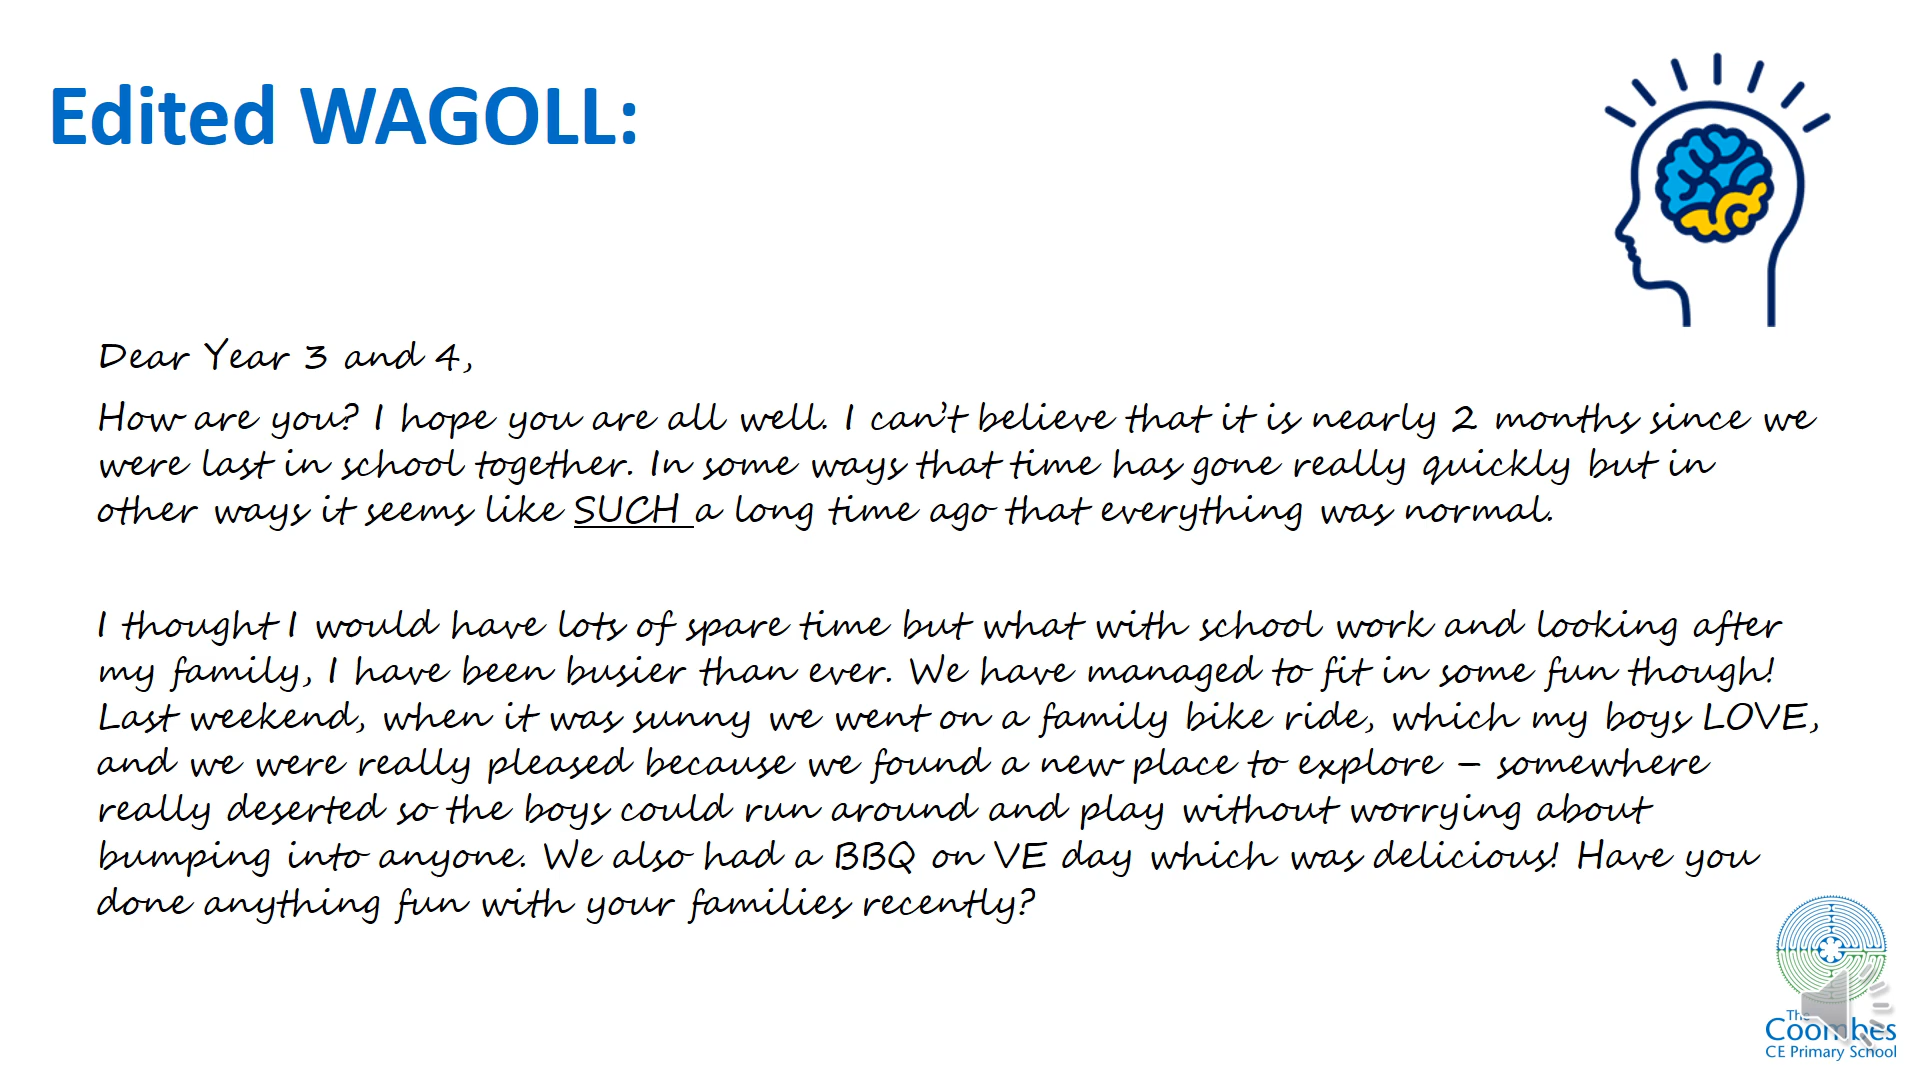 Edited WAGOLL:
Dear Year 3 and 4,
How are you? I hope you are all well. I can't believe that it is nearly 2 months since we
were last in school together. In some ways that time has gone really quickly but in
other ways it seems like SUCH a long time ago that everything was normal.
I thought I would have lots of spare time but what with school work and looking after
my family, I have been busier than ever. We have managed to fit in some fun though!
Last weekend, when it was sunny we went on a family bike ride, which my boys LOVE,
and we were really pleased because we found a new place to explore – somewhere
really deserted so the boys could run around and play without worrying about
bumping into anyone. We also had a BBQ on VE day which was delicious! Have you
done anything fun with your families recently?
The
Coombes
CE Primary School